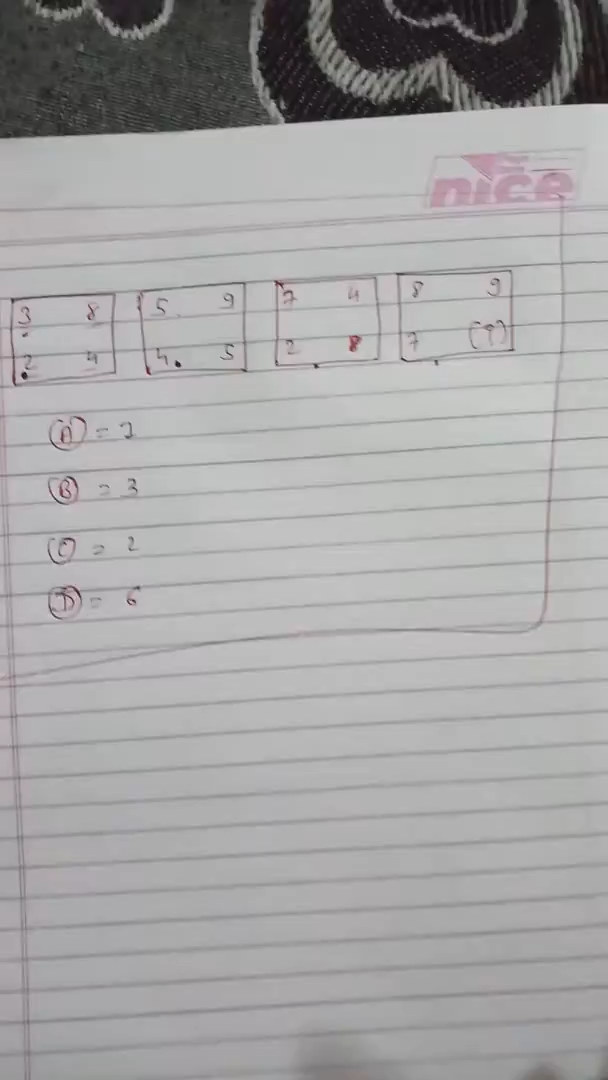 nice
3 8 5 9 7 4 8 9
2 4 4 5 2 8 7 (?)
(A) = 7
(B) = 3
(C) = 2
(D) = 6